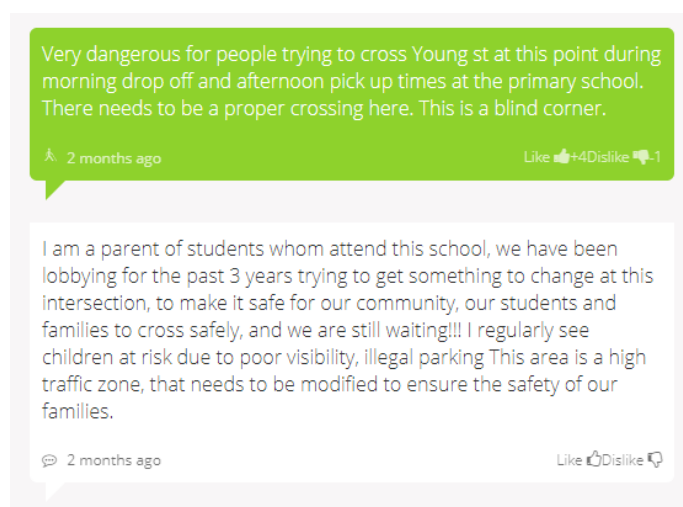 Very dangerous for people trying to cross Young st at this point during
morning drop off and afternoon pick up times at the primary school.
There needs to be a proper crossing here. This is a blind corner.
2 months ago
Like +4Dislike -1
I am a parent of students whom attend this school, we have been
lobbying for the past 3 years trying to get something to change at this
intersection, to make it safe for our community, our students and
families to cross safely, and we are still waiting!!! I regularly see
children at risk due to poor visibility, illegal parking This area is a high
traffic zone, that needs to be modified to ensure the safety of our
families.
2 months ago
Like Dislike